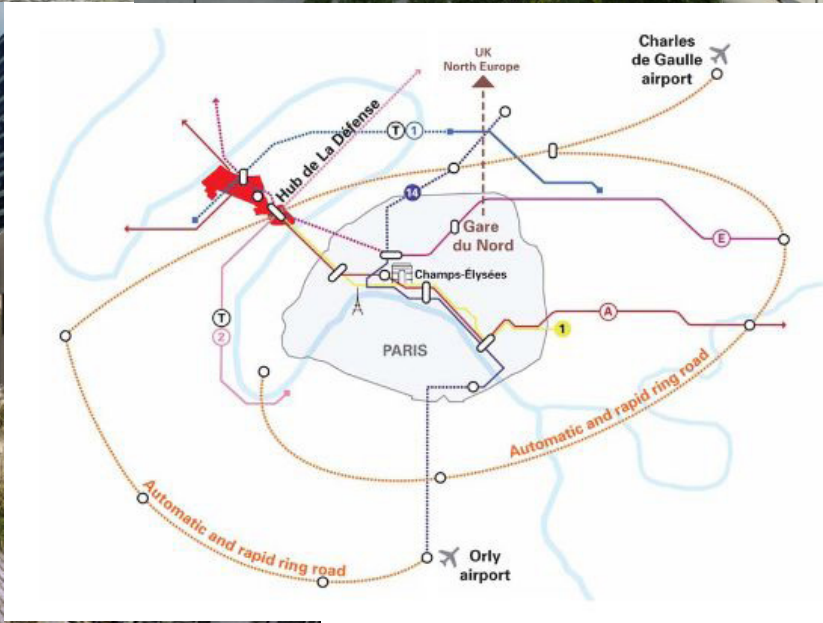 UK
North Europe
Charles
de Gaulle
airport
Hub de La Défense
T 1
14
Gare
du Nord
E
Champs-Élysées
T
2
A
1
PARIS
Automatic and rapid ring road
Automatic and rapid ring road
Orly
airport